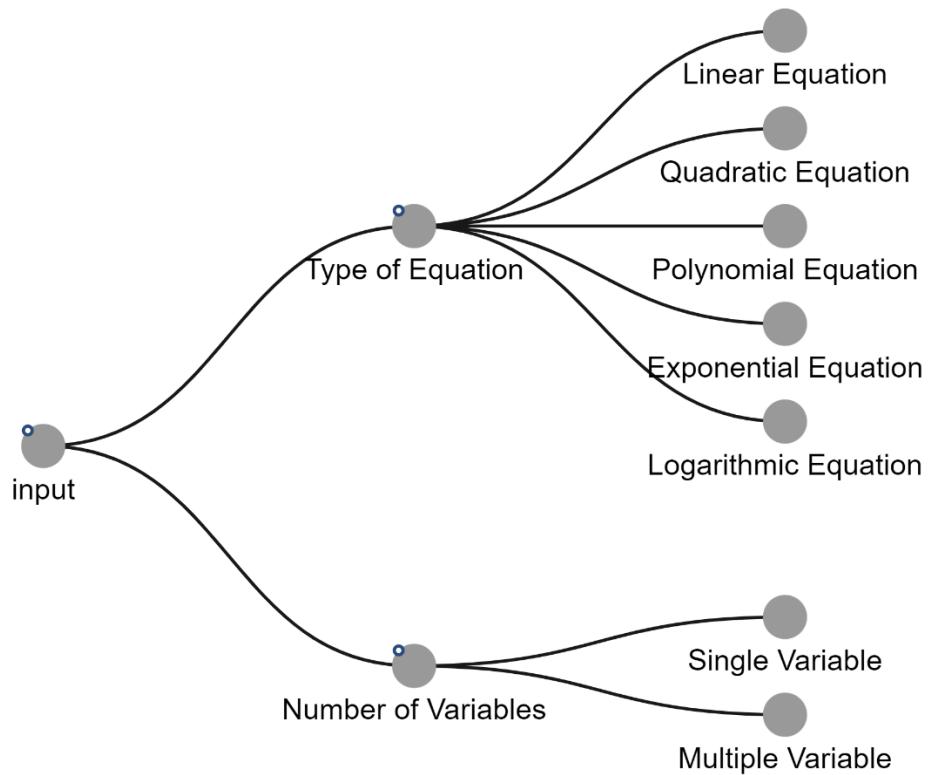 Linear Equation
Quadratic Equation
Type of Equation
Polynomial Equation
Exponential Equation
Logarithmic Equation
input
Single Variable
Number of Variables
Multiple Variable